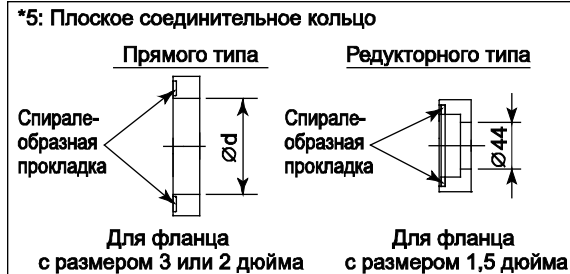 *5: Плоское соединительное кольцо
Прямого типа
Спирале-
образная
прокладка
Ød
Для фланца
с размером 3 или 2 дюйма
Редукторного типа
Спирале-
образная
прокладка
Ø44
Для фланца
с размером 1,5 дюйма